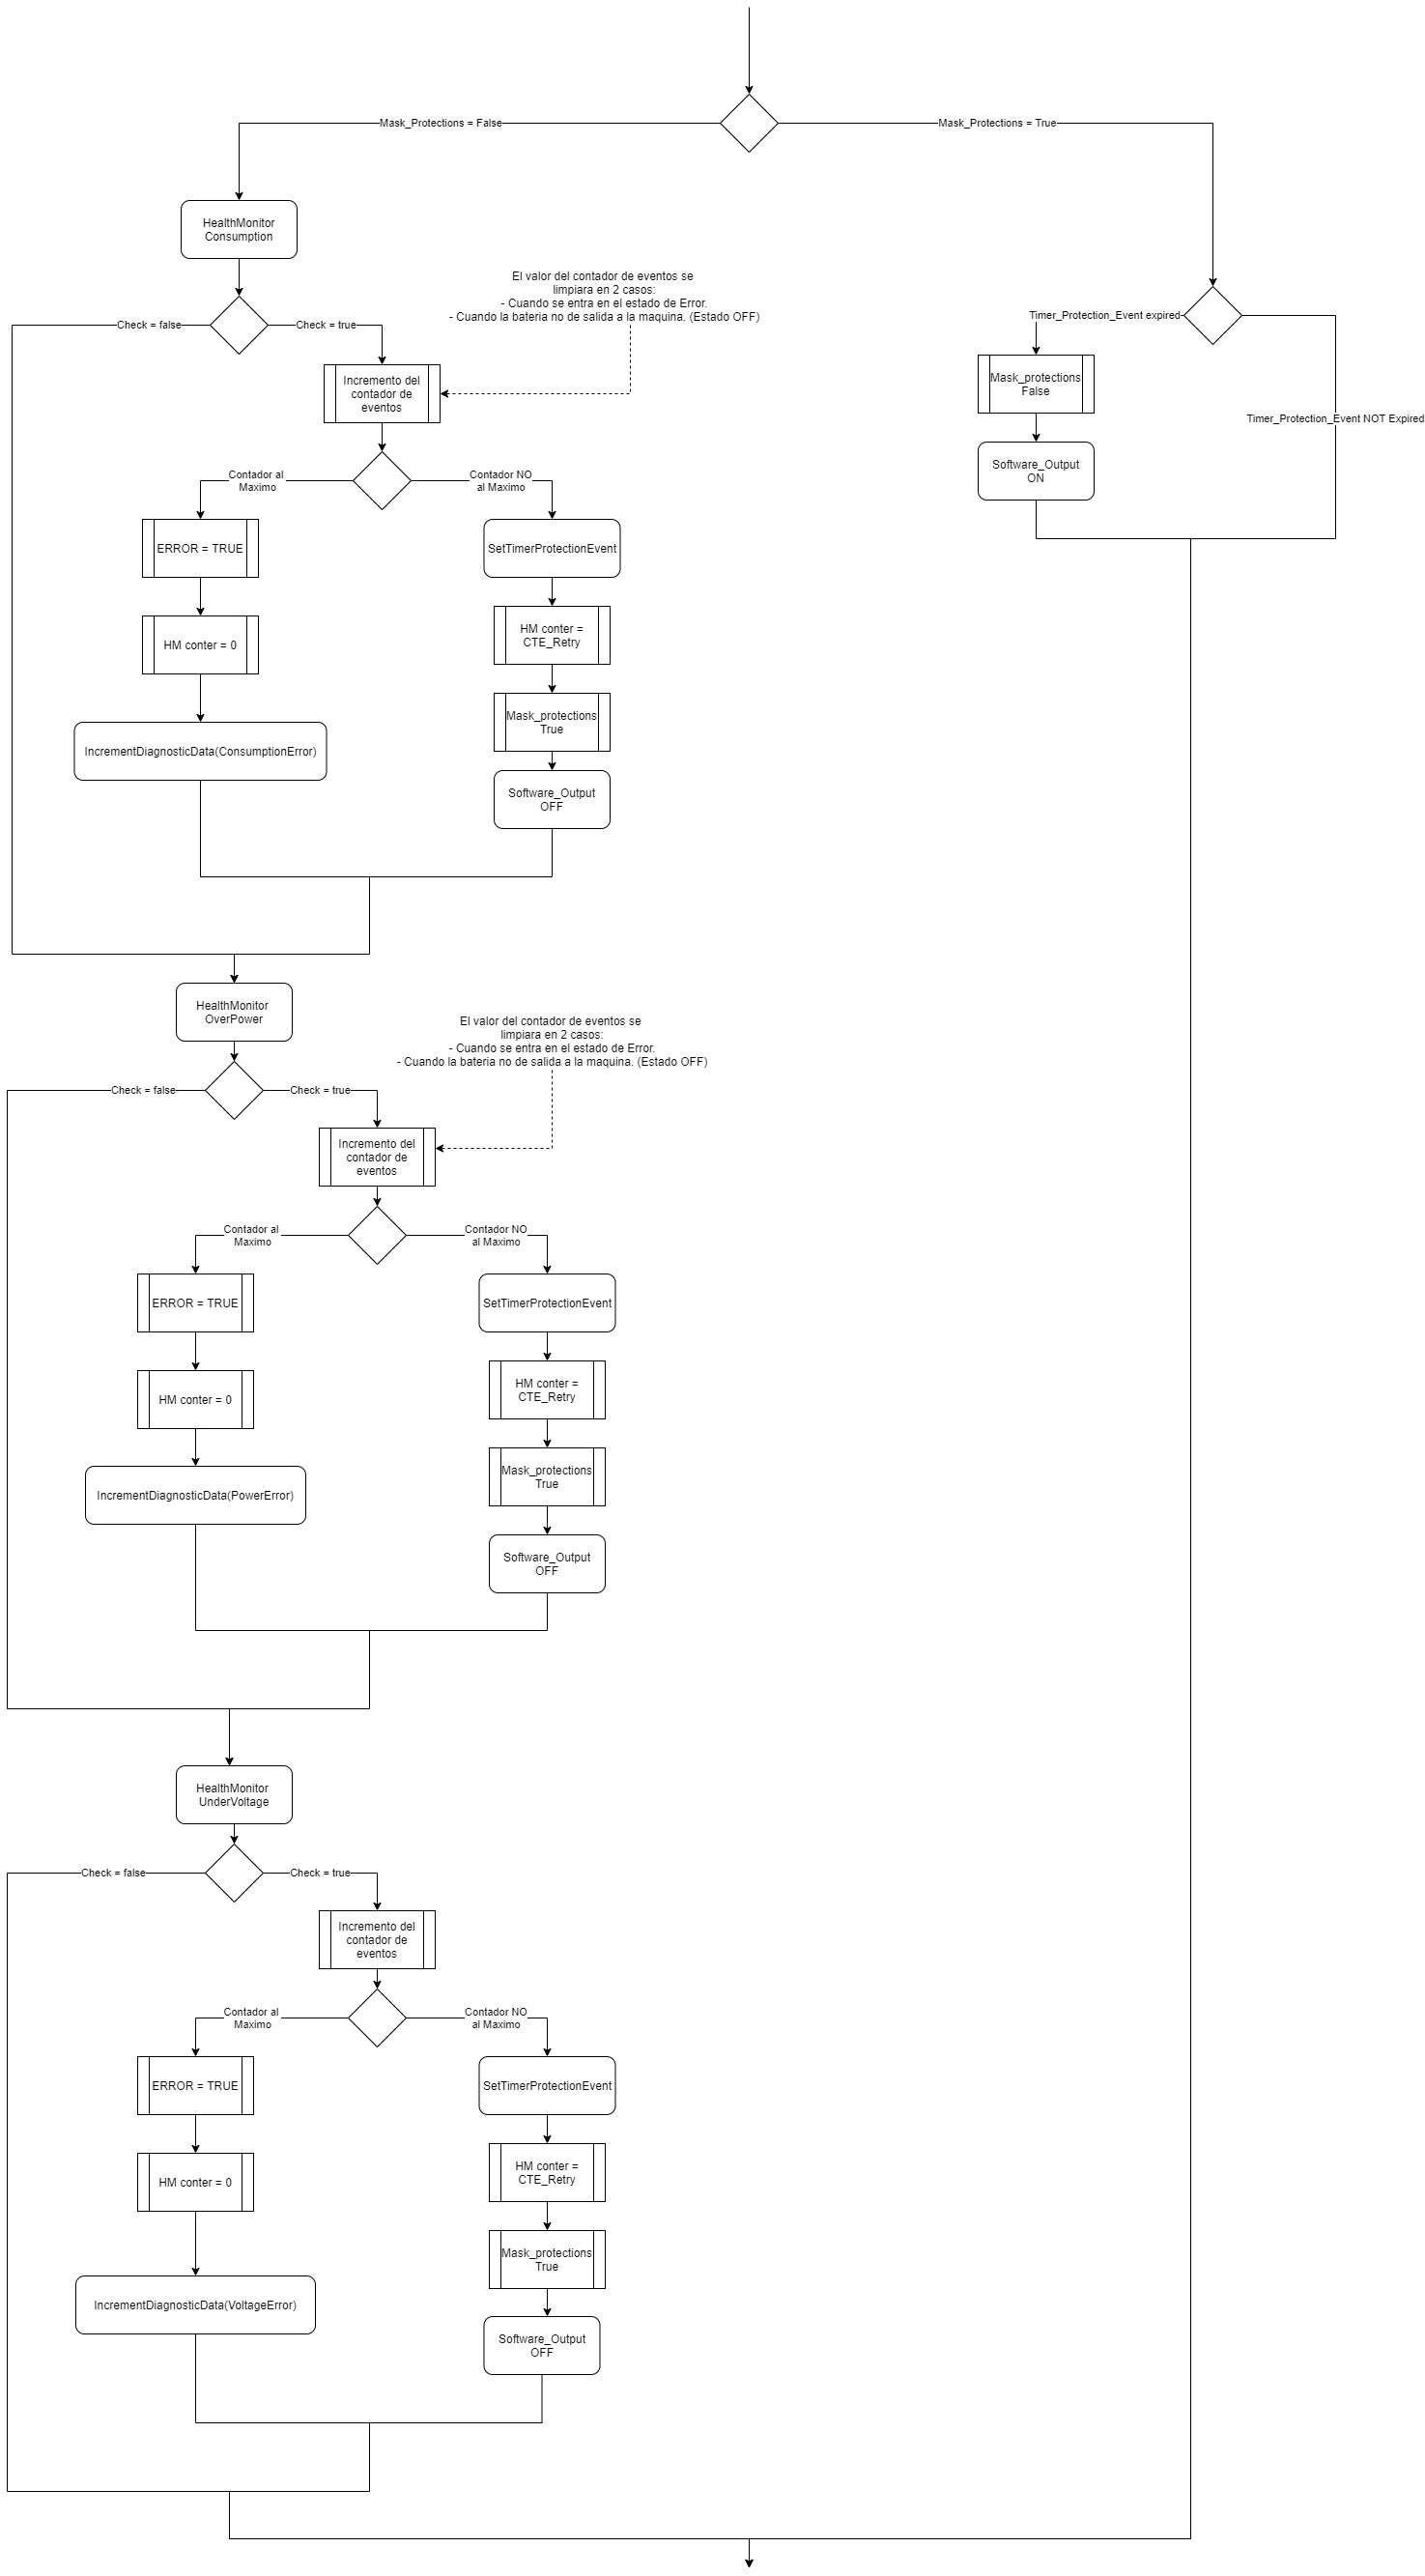 Mask_Protections = False
Mask_Protections = True
HealthMonitor
Consumption
El valor del contador de eventos se
limpiara en 2 casos:
- Cuando se entra en el estado de Error.
- Cuando la bateria no de salida a la maquina. (Estado OFF)
Check = false
Check = true
Timer_Protection_Event expired
Mask_protections
False
Incremento del
contador de
eventos
Timer_Protection_Event NOT Expired
Software_Output
ON
Contador al
Maximo
Contador NO
al Maximo
ERROR = TRUE
SetTimerProtectionEvent
HM conter = 0
HM conter =
CTE_Retry
Mask_protections
True
IncrementDiagnosticData(ConsumptionError)
Software_Output
OFF
HealthMonitor
OverPower
El valor del contador de eventos se
limpiara en 2 casos:
- Cuando se entra en el estado de Error.
- Cuando la bateria no de salida a la maquina. (Estado OFF)
Check = false
Check = true
Incremento del
contador de
eventos
Contador al
Maximo
Contador NO
al Maximo
ERROR = TRUE
SetTimerProtectionEvent
HM conter = 0
HM conter =
CTE_Retry
Mask_protections
True
IncrementDiagnosticData(PowerError)
Software_Output
OFF
HealthMonitor
UnderVoltage
Check = false
Check = true
Incremento del
contador de
eventos
Contador al
Maximo
Contador NO
al Maximo
ERROR = TRUE
SetTimerProtectionEvent
HM conter = 0
HM conter =
CTE_Retry
Mask_protections
True
IncrementDiagnosticData(VoltageError)
Software_Output
OFF